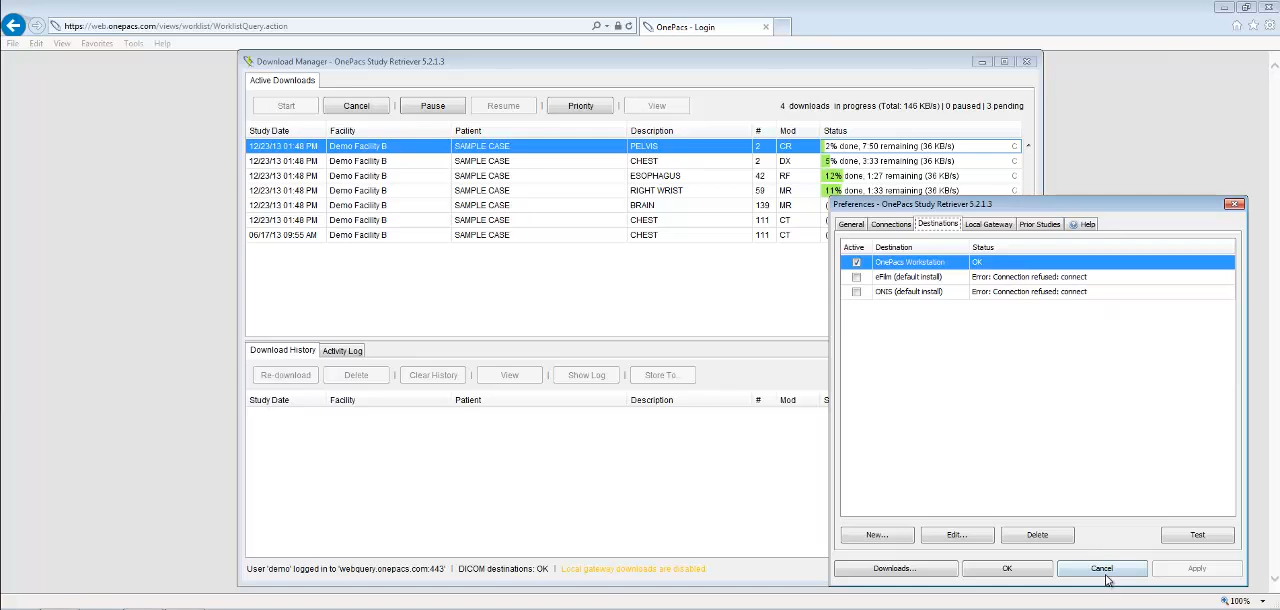 https://web.onepacs.com/views/worklist/WorklistQuery.action
OnePacs - Login
File Edit View Favorites Tools Help
Download Manager - OnePacs Study Retriever 5.2.1.3
Active Downloads
Start Cancel Pause Resume Priority View 4 downloads in progress (Total: 146 KB/s) | 0 paused | 3 pending
Study Date Facility Patient Description # Mod Status
12/23/13 01:48 PM Demo Facility B SAMPLE CASE PELVIS 2 CR 2% done, 7:50 remaining (36 KB/s) C
12/23/13 01:48 PM Demo Facility B SAMPLE CASE CHEST 2 DX 5% done, 3:33 remaining (36 KB/s) C
12/23/13 01:48 PM Demo Facility B SAMPLE CASE ESOPHAGUS 42 RF 12% done, 1:27 remaining (36 KB/s) C
12/23/13 01:48 PM Demo Facility B SAMPLE CASE RIGHT WRIST 59 MR 11% done, 1:33 remaining (36 KB/s) C
12/23/13 01:48 PM Demo Facility B SAMPLE CASE BRAIN 139 MR (
12/23/13 01:48 PM Demo Facility B SAMPLE CASE CHEST 111 CT (
06/17/13 09:55 AM Demo Facility B SAMPLE CASE CHEST 111 CT (
Preferences - OnePacs Study Retriever 5.2.1.3
General Connections Destinations Local Gateway Prior Studies Help
Active Destination Status
OnePacs Workstation OK
eFilm (default install) Error: Connection refused: connect
ONIS (default install) Error: Connection refused: connect
New... Edit... Delete Test
Downloads... OK Cancel Apply
Download History Activity Log
Re-download Delete Clear History View Show Log Store To...
Study Date Facility Patient Description # Mod S
User 'demo' logged in to 'webquery.onepacs.com:443' | DICOM destinations: OK | Local gateway downloads are disabled
100%